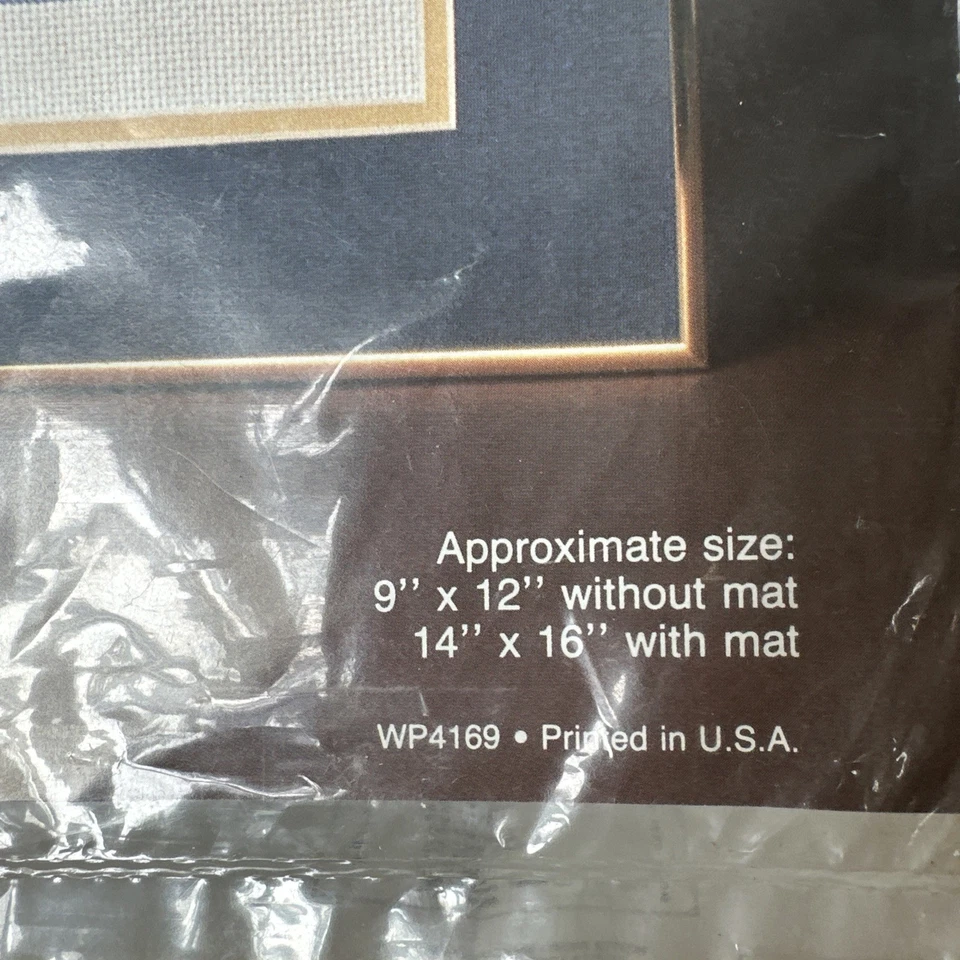 Approximate size:
9'' x 12'' without mat
14'' x 16'' with mat
WP4169 • Printed in U.S.A.